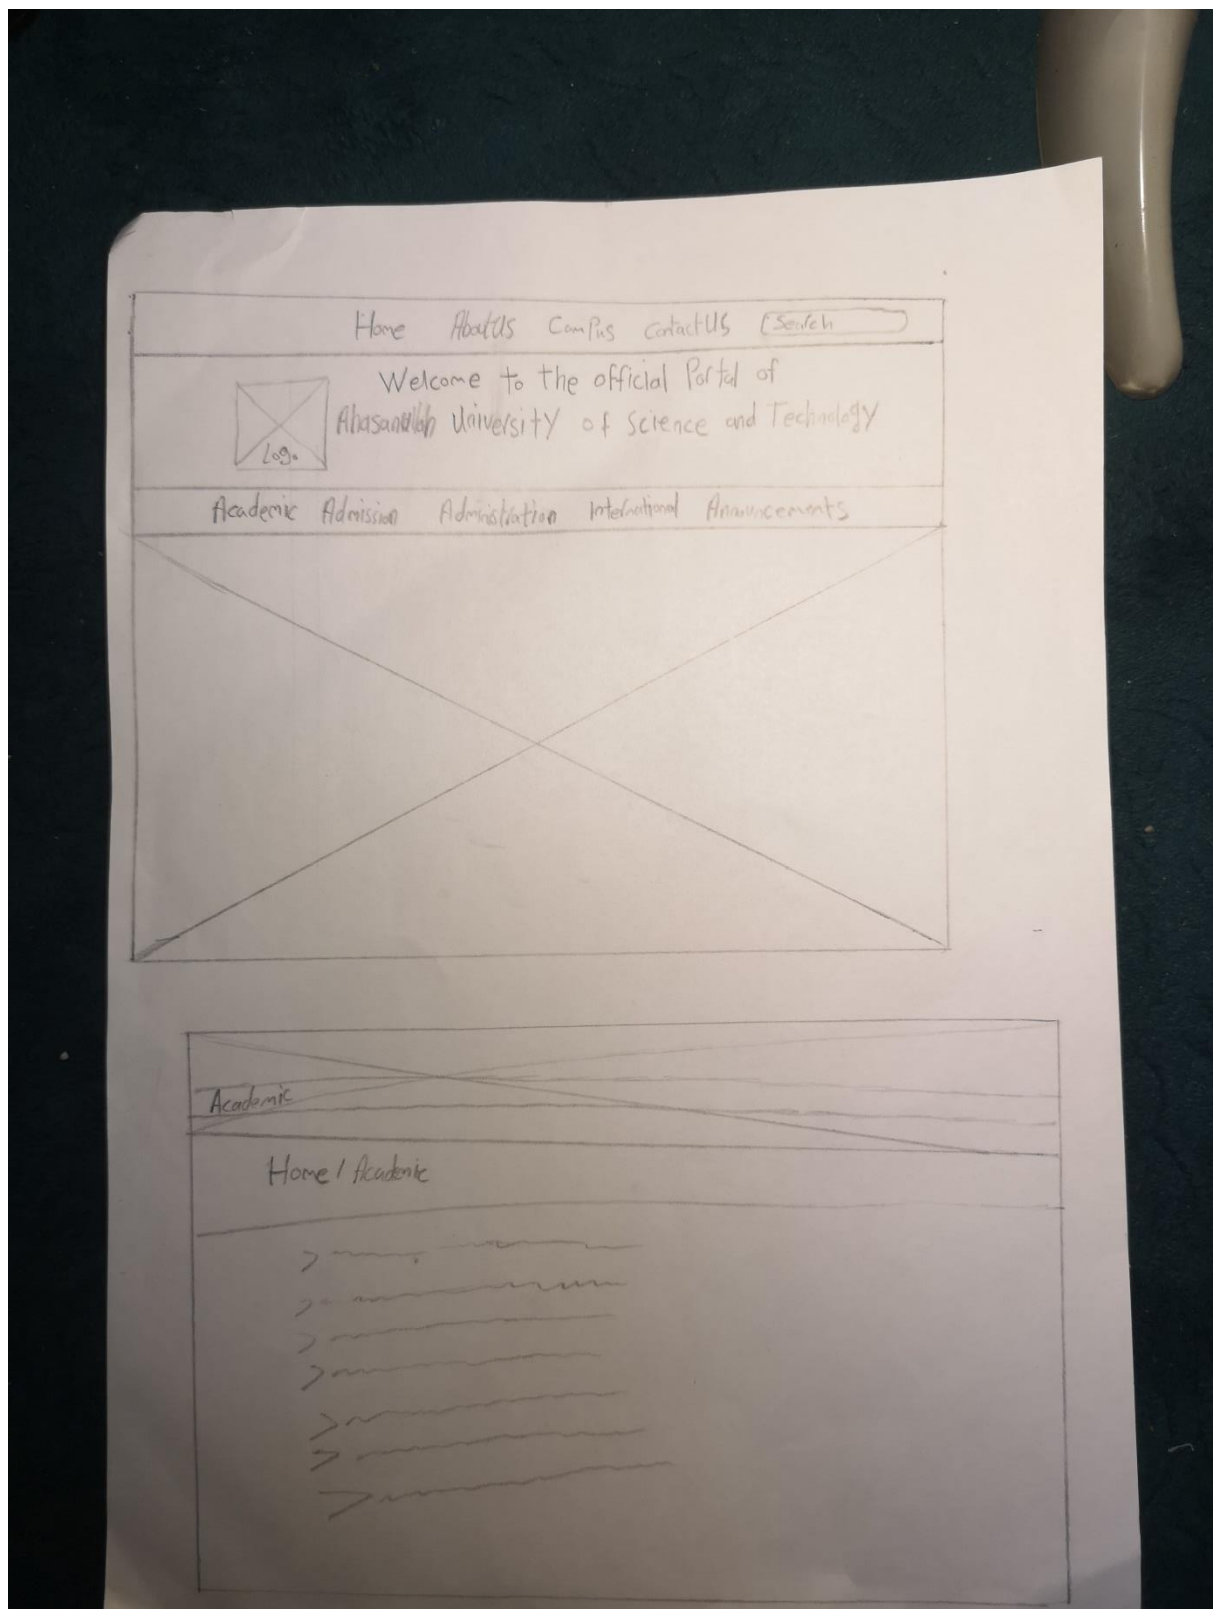 Home AboutUs Campus ContactUS Search
Welcome to the official Portal of
Ahasanullah University of Science and Technology
Logo
Academic Admission Administration International Announcements
Academic
Home / Academic